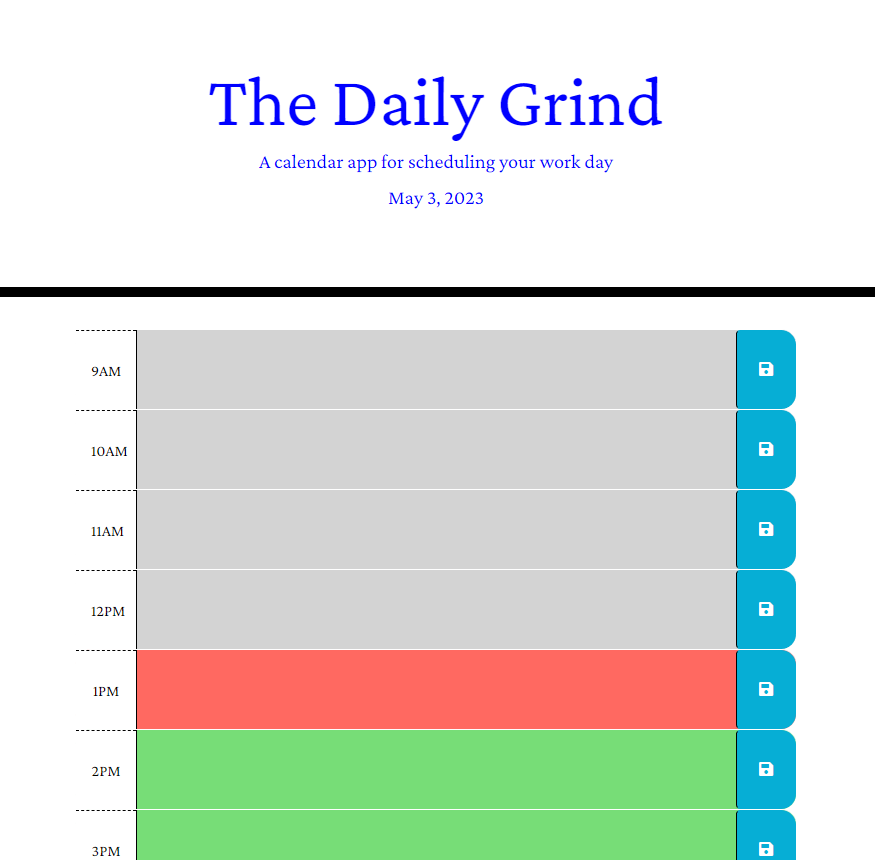 The Daily Grind
A calendar app for scheduling your work day
May 3, 2023
9AM
10AM
11AM
12PM
1PM
2PM
3PM